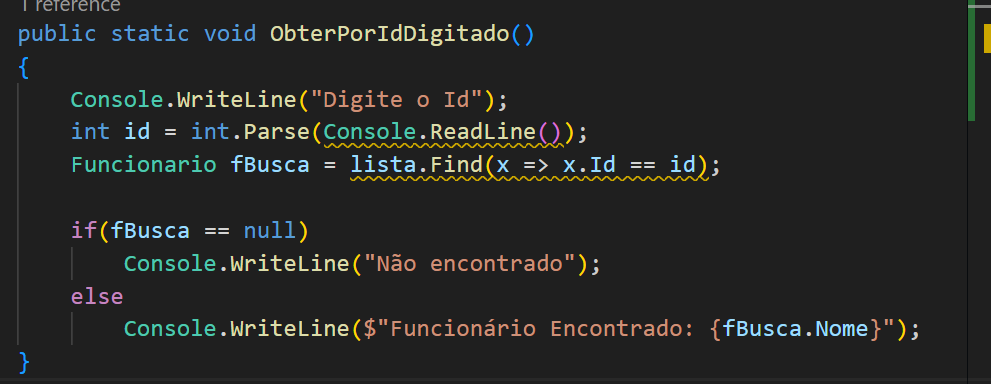 1 reference
public static void ObterPorIdDigitado()
{
    Console.WriteLine("Digite o Id");
    int id = int.Parse(Console.ReadLine());
    Funcionario fBusca = lista.Find(x => x.Id == id);

    if(fBusca == null)
        Console.WriteLine("Não encontrado");
    else
        Console.WriteLine($"Funcionário Encontrado: {fBusca.Nome}");
}